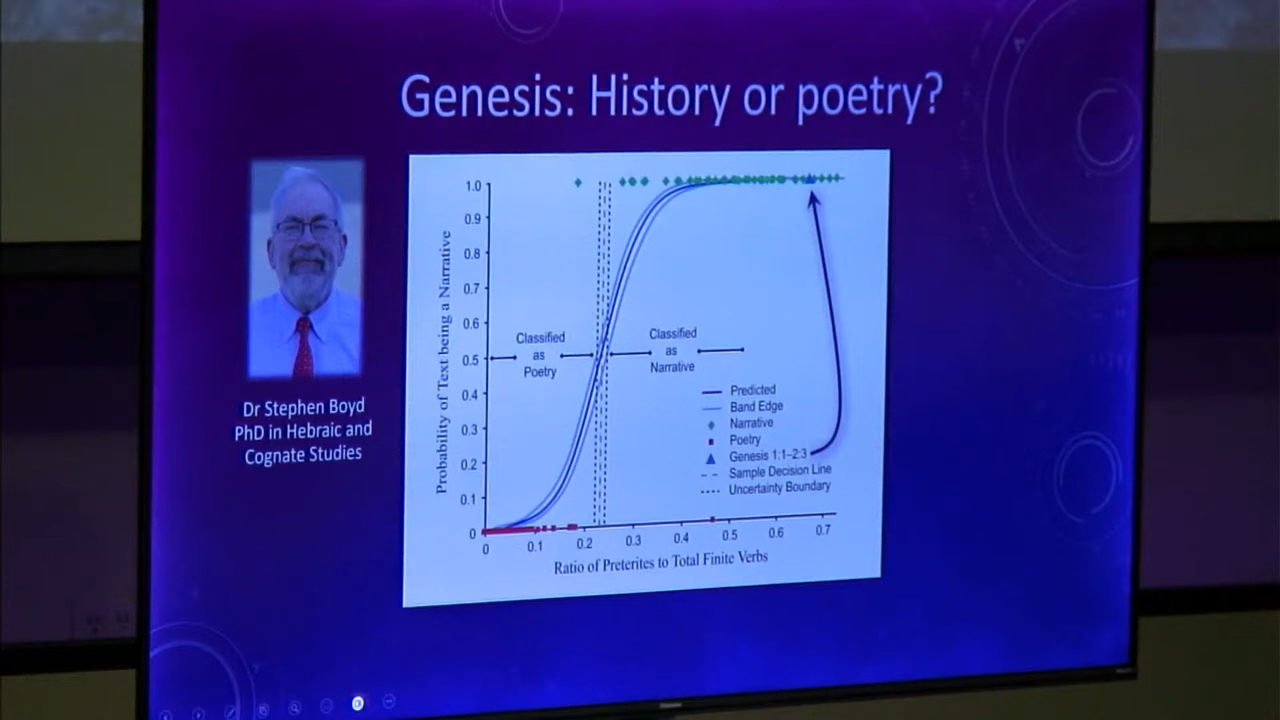 Genesis: History or poetry?
Dr Stephen Boyd
PhD in Hebraic and
Cognate Studies
Probability of Text being a Narrative
1.0
0.9
0.8
0.7
0.6
0.5
0.4
0.3
0.2
0.1
0
Classified
as
Poetry
Classified
as
Narrative
Predicted
Band Edge
Narrative
Poetry
Genesis 1:1–2:3
Sample Decision Line
Uncertainty Boundary
0 0.1 0.2 0.3 0.4 0.5 0.6 0.7
Ratio of Preterites to Total Finite Verbs